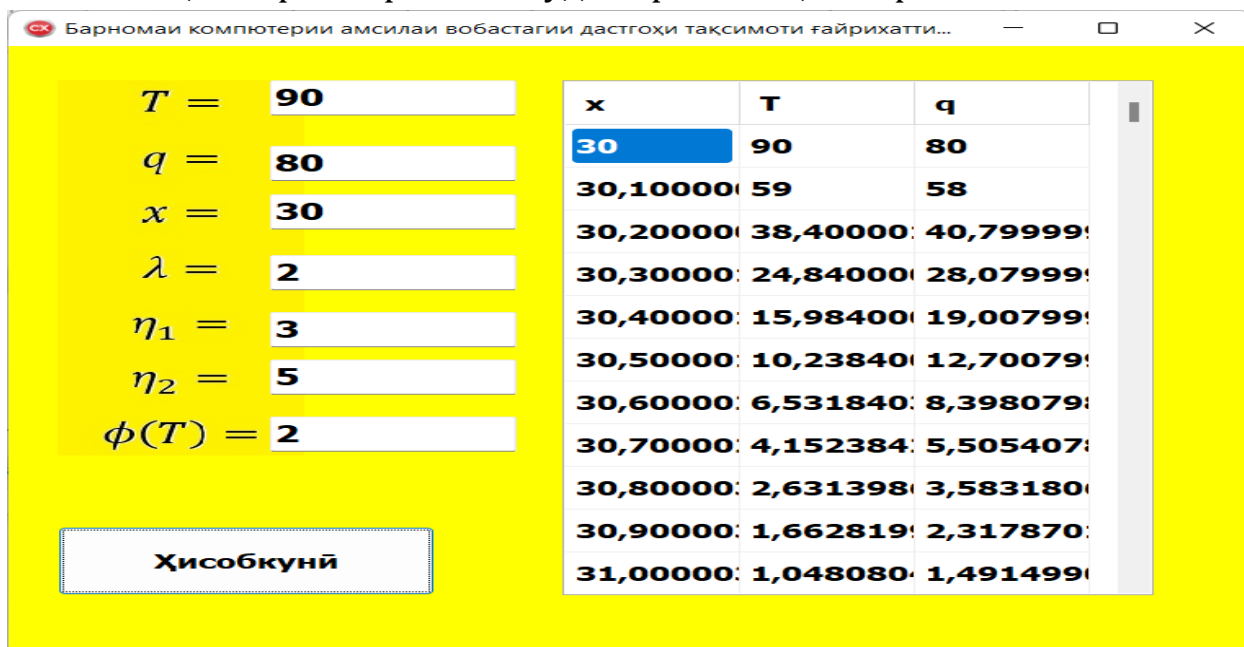 Барномаи компютерии амсилаи вобастагии дастгоҳи тақсимоти ғайрихатти...
T = 90
q = 80
x = 30
λ = 2
η₁ = 3
η₂ = 5
ϕ(T) = 2
Ҳисобкунӣ
x T q
30 90 80
30,10000 59 58
30,20000 38,40000 40,79999
30,30000 24,84000 28,07999
30,40000 15,98400 19,00799
30,50000 10,23840 12,70079
30,60000 6,531840 8,398079
30,70000 4,152384 5,505407
30,80000 2,631398 3,583180
30,90000 1,662819 2,317870
31,00000 1,048080 1,491499